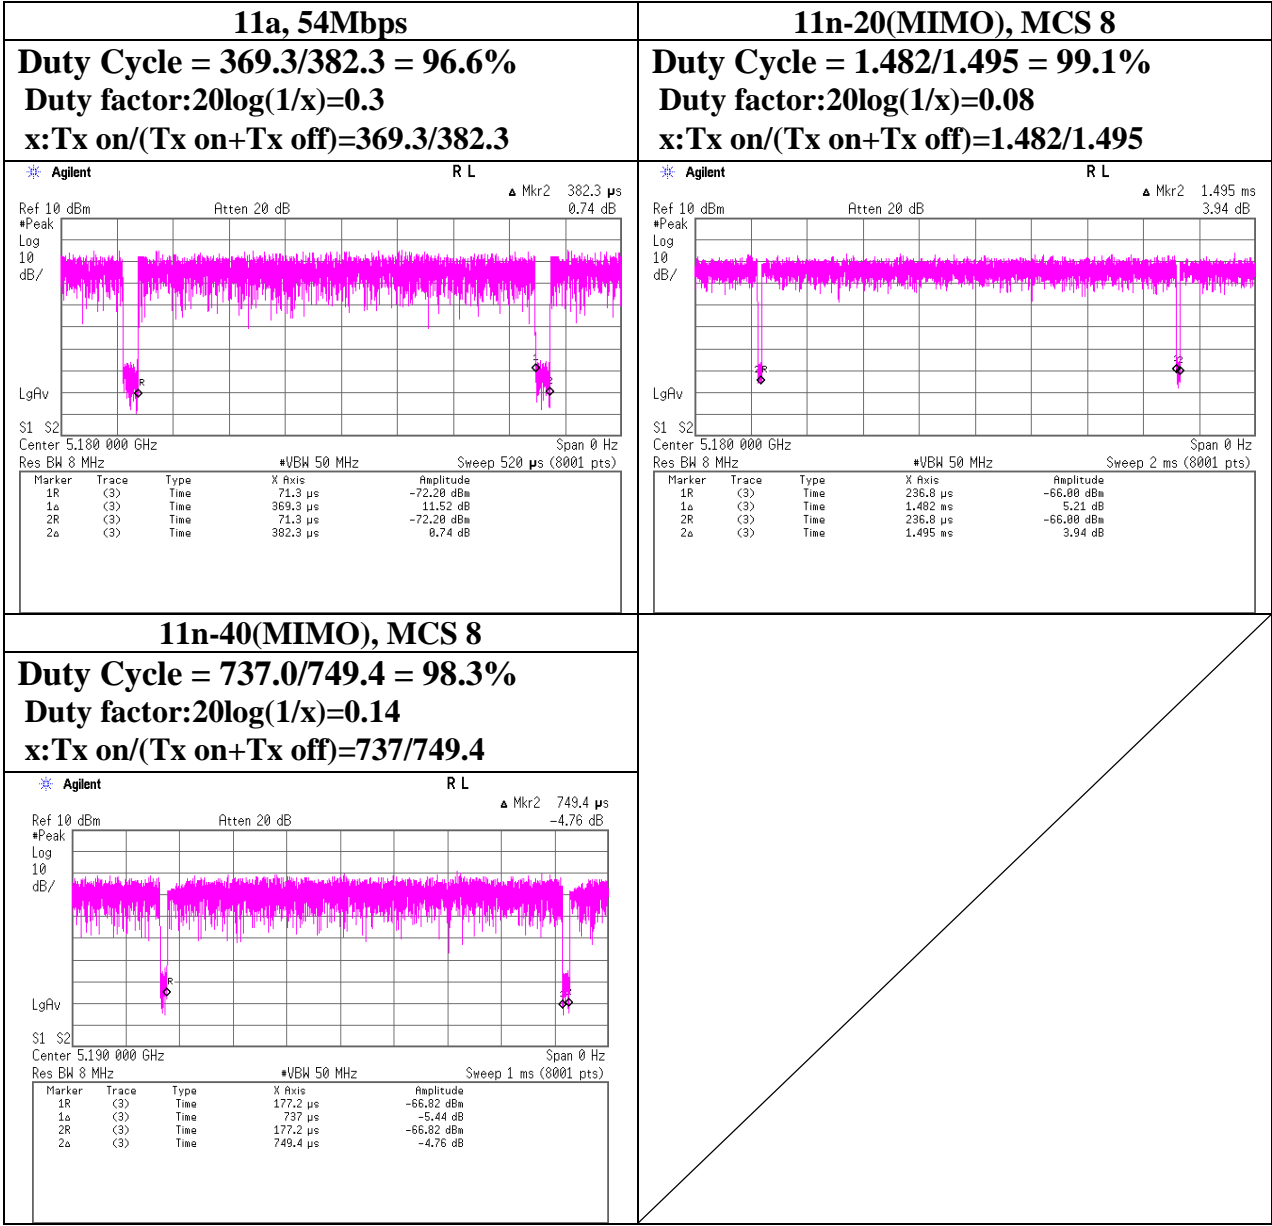 11a, 54Mbps
Duty Cycle = 369.3/382.3 = 96.6%
Duty factor:20log(1/x)=0.3
x:Tx on/(Tx on+Tx off)=369.3/382.3
Agilent R L
Δ Mkr2 382.3 µs
Ref 10 dBm Atten 20 dB 0.74 dB
#Peak
Log
10
dB/
1
R
2
LgAv
S1 S2
Center 5.180 000 GHz Span 0 Hz
Res BW 8 MHz #VBW 50 MHz Sweep 520 µs (8001 pts)
Marker Trace Type X Axis Amplitude
1R (3) Time 71.3 µs -72.20 dBm
1Δ (3) Time 369.3 µs 11.52 dB
2R (3) Time 71.3 µs -72.20 dBm
2Δ (3) Time 382.3 µs 0.74 dB
11n-20(MIMO), MCS 8
Duty Cycle = 1.482/1.495 = 99.1%
Duty factor:20log(1/x)=0.08
x:Tx on/(Tx on+Tx off)=1.482/1.495
Agilent R L
Δ Mkr2 1.495 ms
Ref 10 dBm Atten 20 dB 3.94 dB
#Peak
Log
10
dB/
2R
2
LgAv
S1 S2
Center 5.180 000 GHz Span 0 Hz
Res BW 8 MHz #VBW 50 MHz Sweep 2 ms (8001 pts)
Marker Trace Type X Axis Amplitude
1R (3) Time 236.8 µs -66.00 dBm
1Δ (3) Time 1.482 ms 5.21 dB
2R (3) Time 236.8 µs -66.00 dBm
2Δ (3) Time 1.495 ms 3.94 dB
11n-40(MIMO), MCS 8
Duty Cycle = 737.0/749.4 = 98.3%
Duty factor:20log(1/x)=0.14
x:Tx on/(Tx on+Tx off)=737/749.4
Agilent R L
Δ Mkr2 749.4 µs
Ref 10 dBm Atten 20 dB -4.76 dB
#Peak
Log
10
dB/
R
LgAv
S1 S2
Center 5.190 000 GHz Span 0 Hz
Res BW 8 MHz #VBW 50 MHz Sweep 1 ms (8001 pts)
Marker Trace Type X Axis Amplitude
1R (3) Time 177.2 µs -66.82 dBm
1Δ (3) Time 737 µs -5.44 dB
2R (3) Time 177.2 µs -66.82 dBm
2Δ (3) Time 749.4 µs -4.76 dB